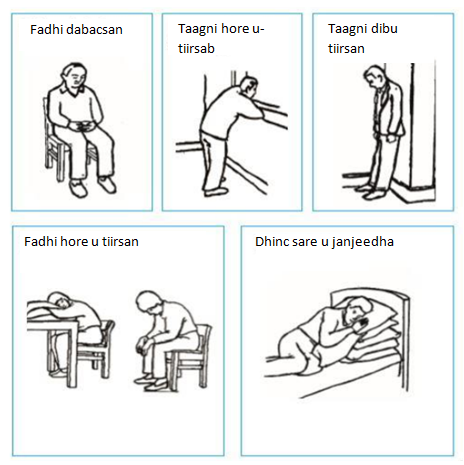 Fadhi dabacsan
Taagni hore u-
tiirsab
Taagni dibu
tiirsan
Fadhi hore u tiirsan
Dhinc sare u janjeedha